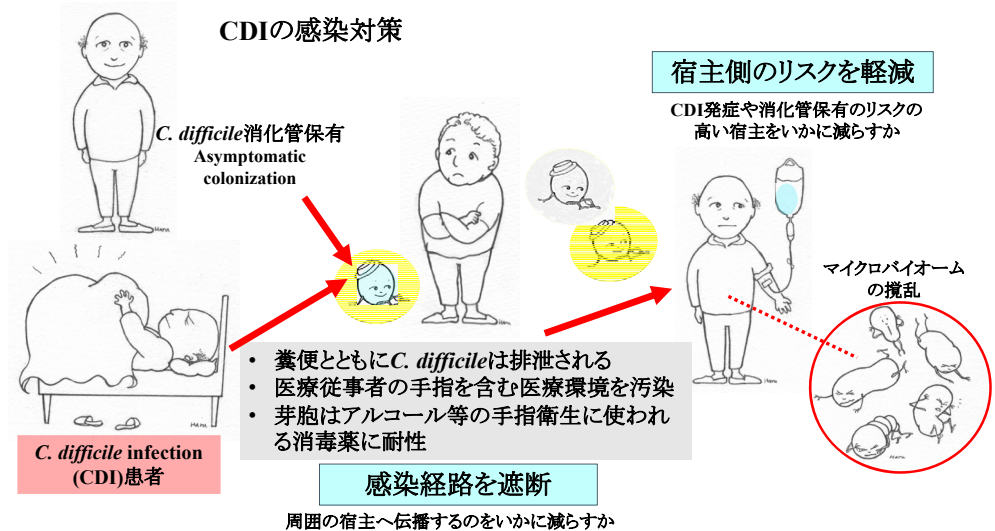 CDIの感染対策
C. difficile消化管保有
Asymptomatic
colonization
C. difficile infection
(CDI)患者
• 糞便とともにC. difficileは排泄される
• 医療従事者の手指を含む医療環境を汚染
• 芽胞はアルコール等の手指衛生に使われ
る消毒薬に耐性
感染経路を遮断
周囲の宿主へ伝播するのをいかに減らすか
宿主側のリスクを軽減
CDI発症や消化管保有のリスクの
高い宿主をいかに減らすか
マイクロバイオーム
の撹乱
Haru
Haru
Haru
Haru
Haru